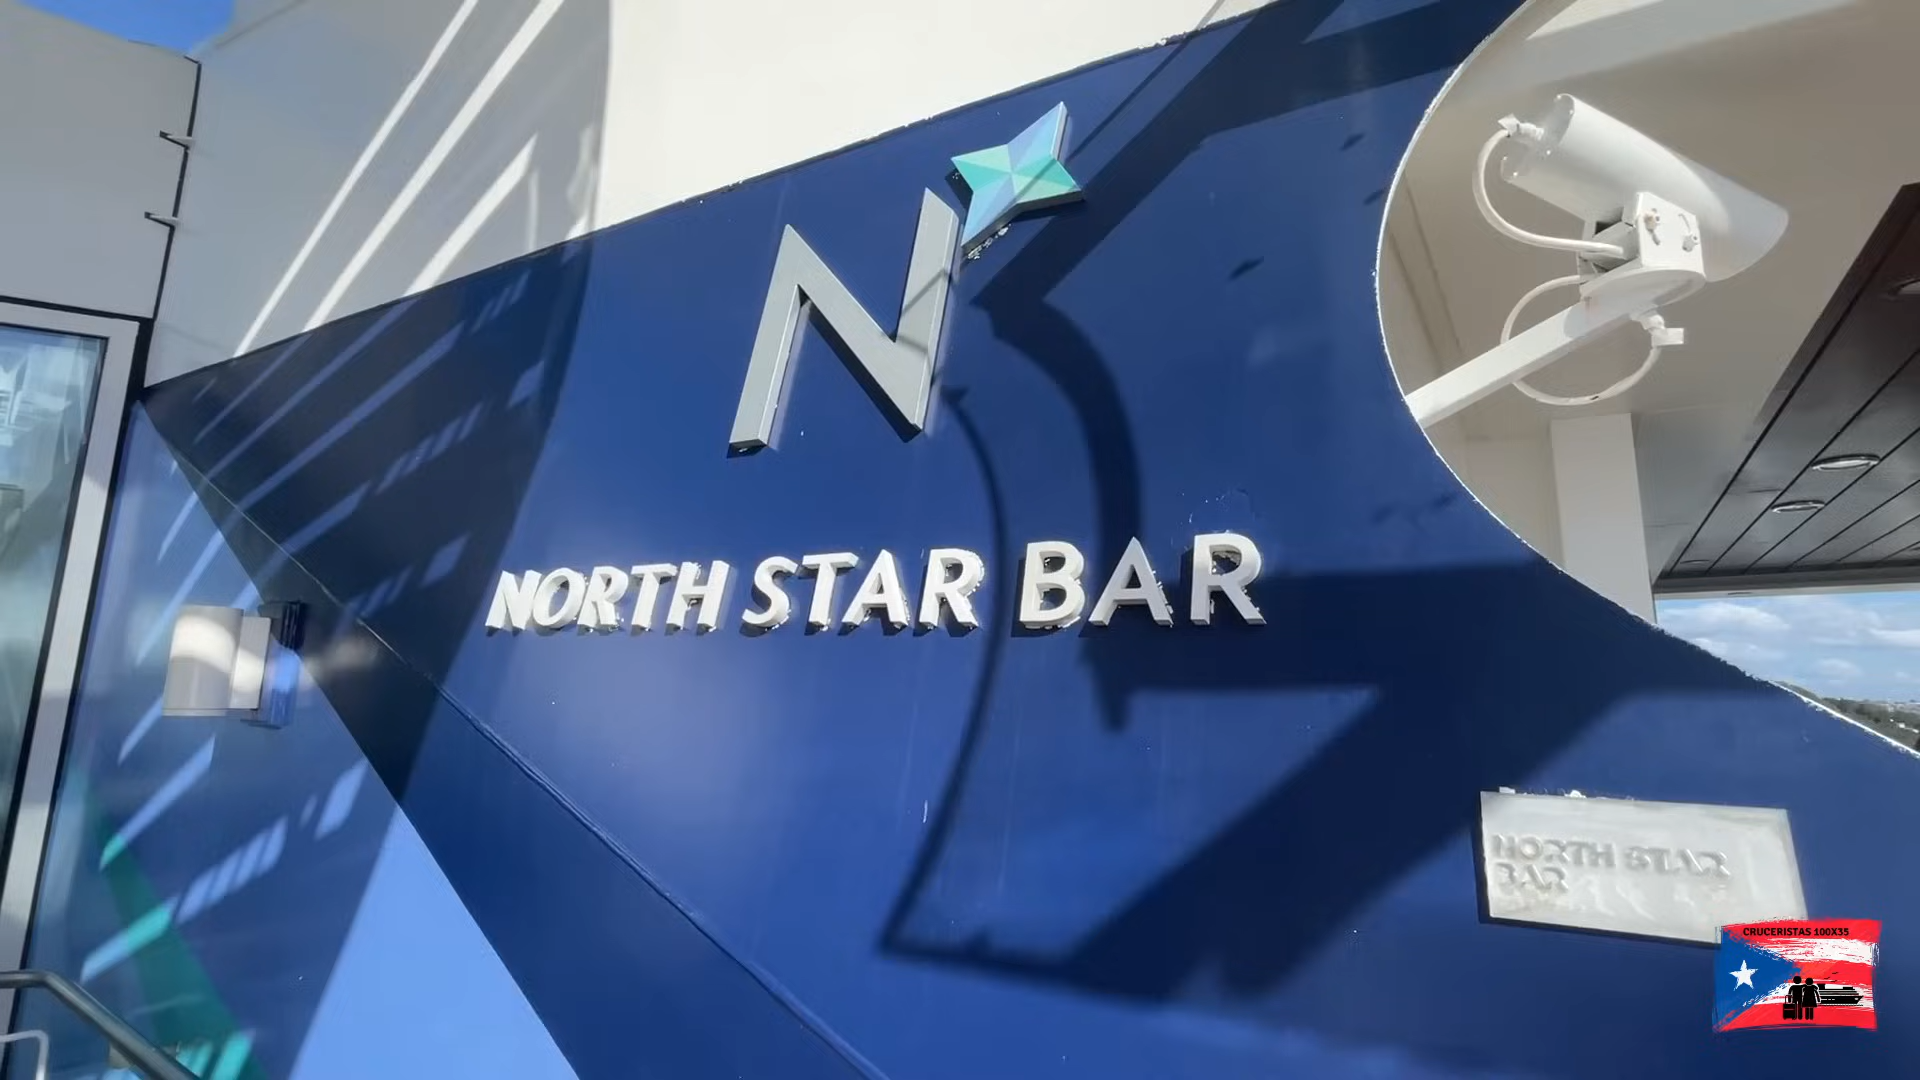 N
NORTH STAR BAR
NORTH STAR
BAR
CRUCERISTAS 100X35